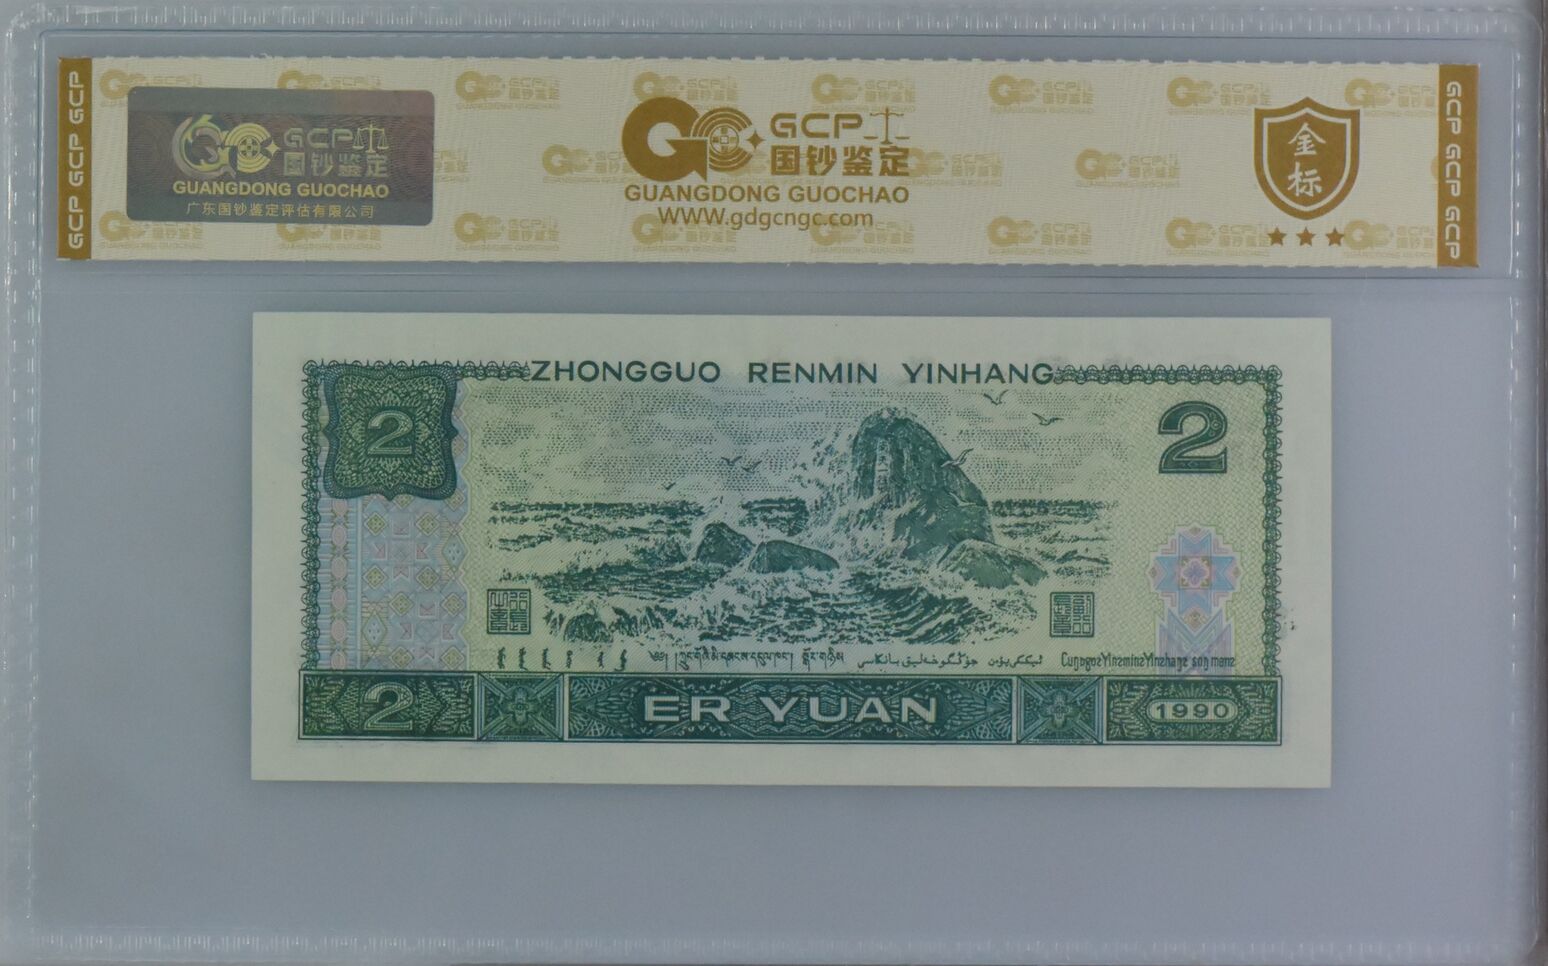 GCP GCP GCP
GCP
国钞鉴定
GUANGDONG GUOCHAO
广东国钞鉴定评估有限公司
GCP
国钞鉴定
GUANGDONG GUOCHAO
WWW.gdgcngc.com
金标
GCP GCP GCP
ZHONGGUO RENMIN YINHANG
2
2
2
ER YUAN
1990